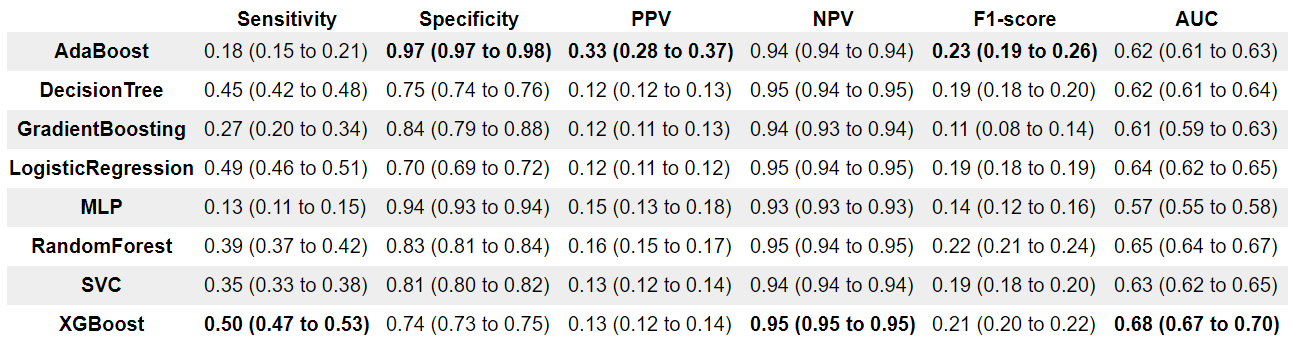 Sensitivity Specificity PPV NPV F1-score AUC
AdaBoost 0.18 (0.15 to 0.21) 0.97 (0.97 to 0.98) 0.33 (0.28 to 0.37) 0.94 (0.94 to 0.94) 0.23 (0.19 to 0.26) 0.62 (0.61 to 0.63)
DecisionTree 0.45 (0.42 to 0.48) 0.75 (0.74 to 0.76) 0.12 (0.12 to 0.13) 0.95 (0.94 to 0.95) 0.19 (0.18 to 0.20) 0.62 (0.61 to 0.64)
GradientBoosting 0.27 (0.20 to 0.34) 0.84 (0.79 to 0.88) 0.12 (0.11 to 0.13) 0.94 (0.93 to 0.94) 0.11 (0.08 to 0.14) 0.61 (0.59 to 0.63)
LogisticRegression 0.49 (0.46 to 0.51) 0.70 (0.69 to 0.72) 0.12 (0.11 to 0.12) 0.95 (0.94 to 0.95) 0.19 (0.18 to 0.19) 0.64 (0.62 to 0.65)
MLP 0.13 (0.11 to 0.15) 0.94 (0.93 to 0.94) 0.15 (0.13 to 0.18) 0.93 (0.93 to 0.93) 0.14 (0.12 to 0.16) 0.57 (0.55 to 0.58)
RandomForest 0.39 (0.37 to 0.42) 0.83 (0.81 to 0.84) 0.16 (0.15 to 0.17) 0.95 (0.94 to 0.95) 0.22 (0.21 to 0.24) 0.65 (0.64 to 0.67)
SVC 0.35 (0.33 to 0.38) 0.81 (0.80 to 0.82) 0.13 (0.12 to 0.14) 0.94 (0.94 to 0.94) 0.19 (0.18 to 0.20) 0.63 (0.62 to 0.65)
XGBoost 0.50 (0.47 to 0.53) 0.74 (0.73 to 0.75) 0.13 (0.12 to 0.14) 0.95 (0.95 to 0.95) 0.21 (0.20 to 0.22) 0.68 (0.67 to 0.70)